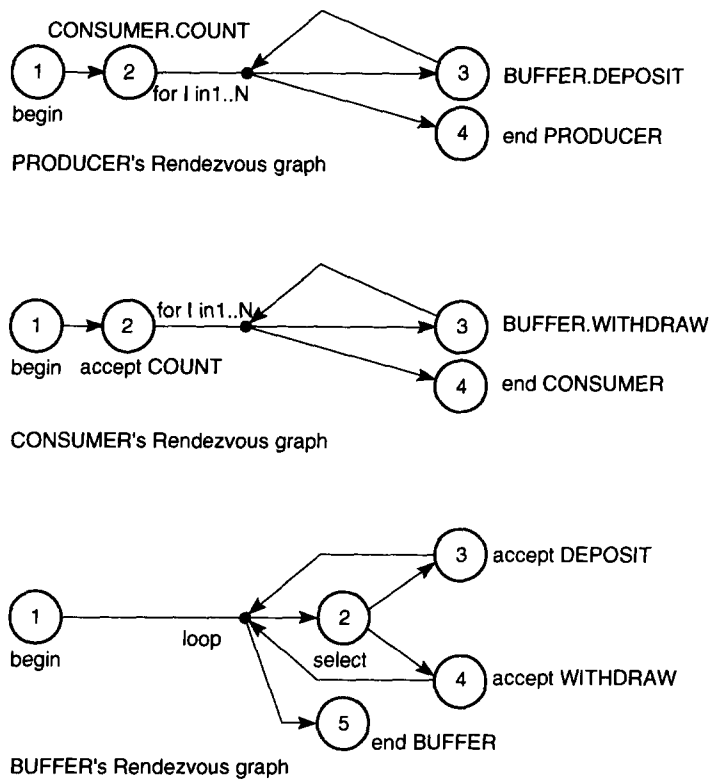 CONSUMER.COUNT
1 2 3 BUFFER.DEPOSIT
for I in1..N
begin
4 end PRODUCER
PRODUCER's Rendezvous graph
for I in1..N
1 2 3 BUFFER.WITHDRAW
begin accept COUNT
4 end CONSUMER
CONSUMER's Rendezvous graph
3 accept DEPOSIT
1 2
loop
begin select
4 accept WITHDRAW
5 end BUFFER
BUFFER's Rendezvous graph